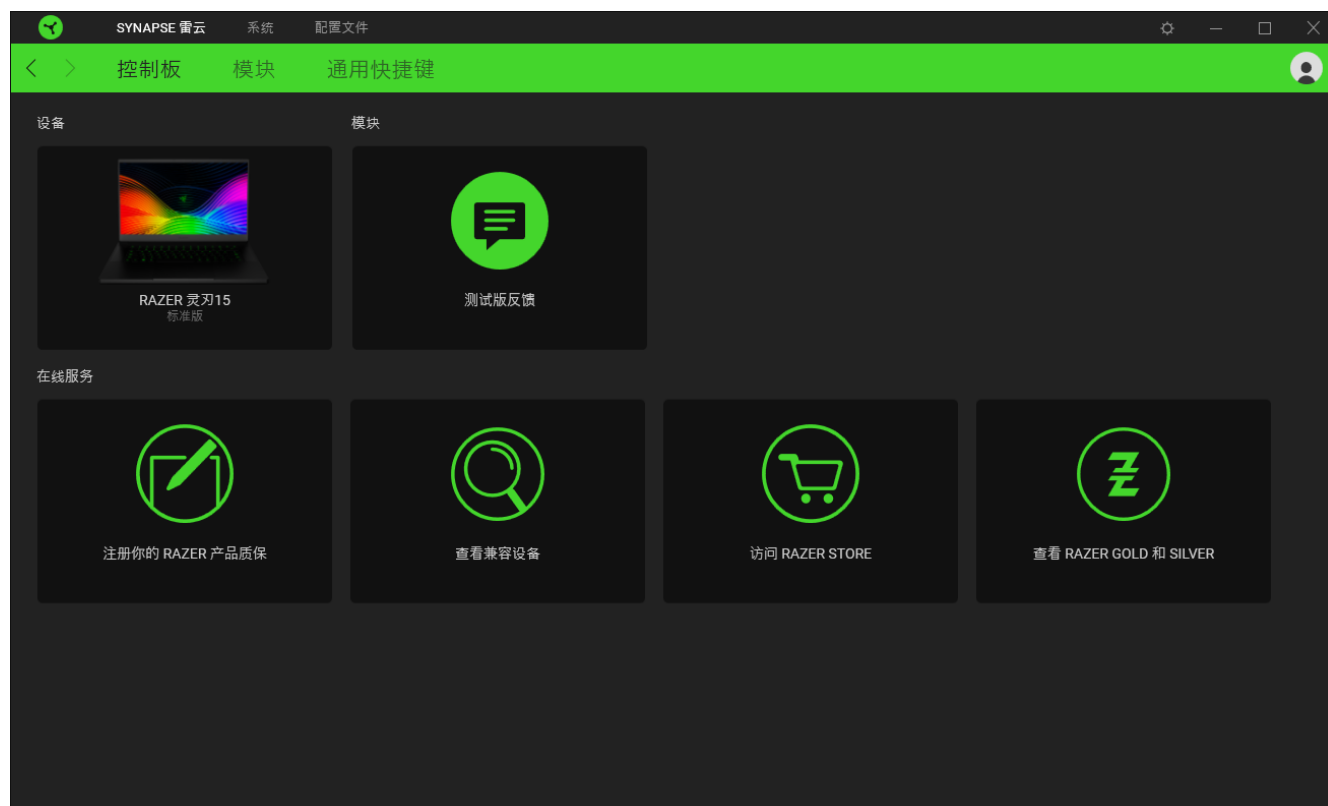 SYNAPSE 雷云 系统 配置文件
控制板 模块 通用快捷键
设备 模块
RAZER 灵刃15
标准版
测试版反馈
在线服务
注册你的 RAZER 产品质保
查看兼容设备
访问 RAZER STORE
查看 RAZER GOLD 和 SILVER